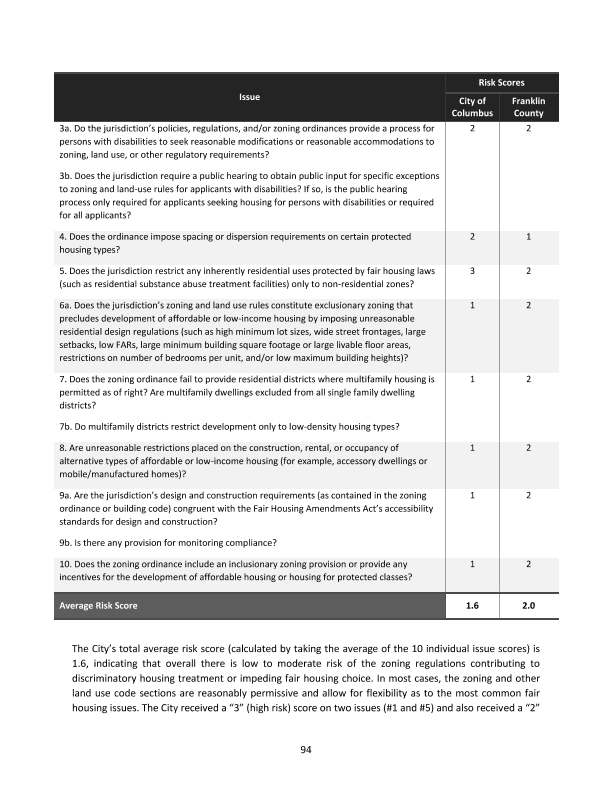 Issue
Risk Scores
City of
Columbus
Franklin
County
3a. Do the jurisdiction's policies, regulations, and/or zoning ordinances provide a process for
persons with disabilities to seek reasonable modifications or reasonable accommodations to
zoning, land use, or other regulatory requirements?
2
2
3b. Does the jurisdiction require a public hearing to obtain public input for specific exceptions
to zoning and land-use rules for applicants with disabilities? If so, is the public hearing
process only required for applicants seeking housing for persons with disabilities or required
for all applicants?
4. Does the ordinance impose spacing or dispersion requirements on certain protected
housing types?
2
1
5. Does the jurisdiction restrict any inherently residential uses protected by fair housing laws
(such as residential substance abuse treatment facilities) only to non-residential zones?
3
2
6a. Does the jurisdiction's zoning and land use rules constitute exclusionary zoning that
precludes development of affordable or low-income housing by imposing unreasonable
residential design regulations (such as high minimum lot sizes, wide street frontages, large
setbacks, low FARs, large minimum building square footage or large livable floor areas,
restrictions on number of bedrooms per unit, and/or low maximum building heights)?
1
2
7. Does the zoning ordinance fail to provide residential districts where multifamily housing is
permitted as of right? Are multifamily dwellings excluded from all single family dwelling
districts?
1
2
7b. Do multifamily districts restrict development only to low-density housing types?
8. Are unreasonable restrictions placed on the construction, rental, or occupancy of
alternative types of affordable or low-income housing (for example, accessory dwellings or
mobile/manufactured homes)?
1
2
9a. Are the jurisdiction's design and construction requirements (as contained in the zoning
ordinance or building code) congruent with the Fair Housing Amendments Act's accessibility
standards for design and construction?
1
2
9b. Is there any provision for monitoring compliance?
10. Does the zoning ordinance include an inclusionary zoning provision or provide any
incentives for the development of affordable housing or housing for protected classes?
1
2
Average Risk Score
1.6
2.0
The City's total average risk score (calculated by taking the average of the 10 individual issue scores) is
1.6, indicating that overall there is low to moderate risk of the zoning regulations contributing to
discriminatory housing treatment or impeding fair housing choice. In most cases, the zoning and other
land use code sections are reasonably permissive and allow for flexibility as to the most common fair
housing issues. The City received a "3" (high risk) score on two issues (#1 and #5) and also received a "2"
94